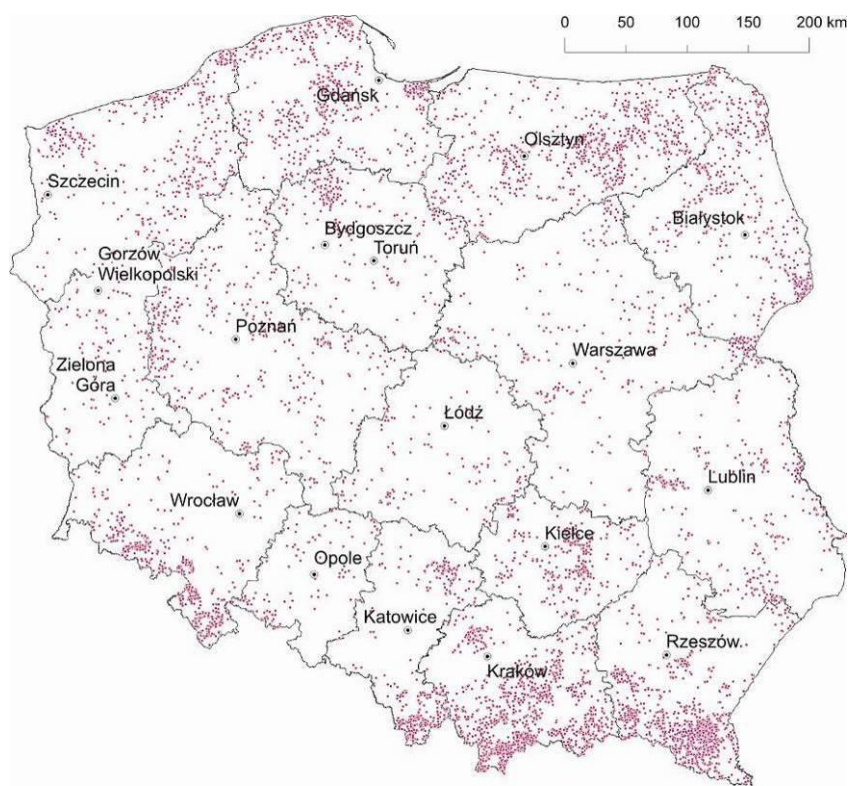 0 50 100 150 200 km
Gdańsk
Olsztyn
Szczecin
Białystok
Bydgoszcz
Toruń
Gorzów
Wielkopolski
Poznań
Warszawa
Zielona
Góra
Łódź
Lublin
Wrocław
Kielce
Opole
Katowice
Rzeszów
Kraków